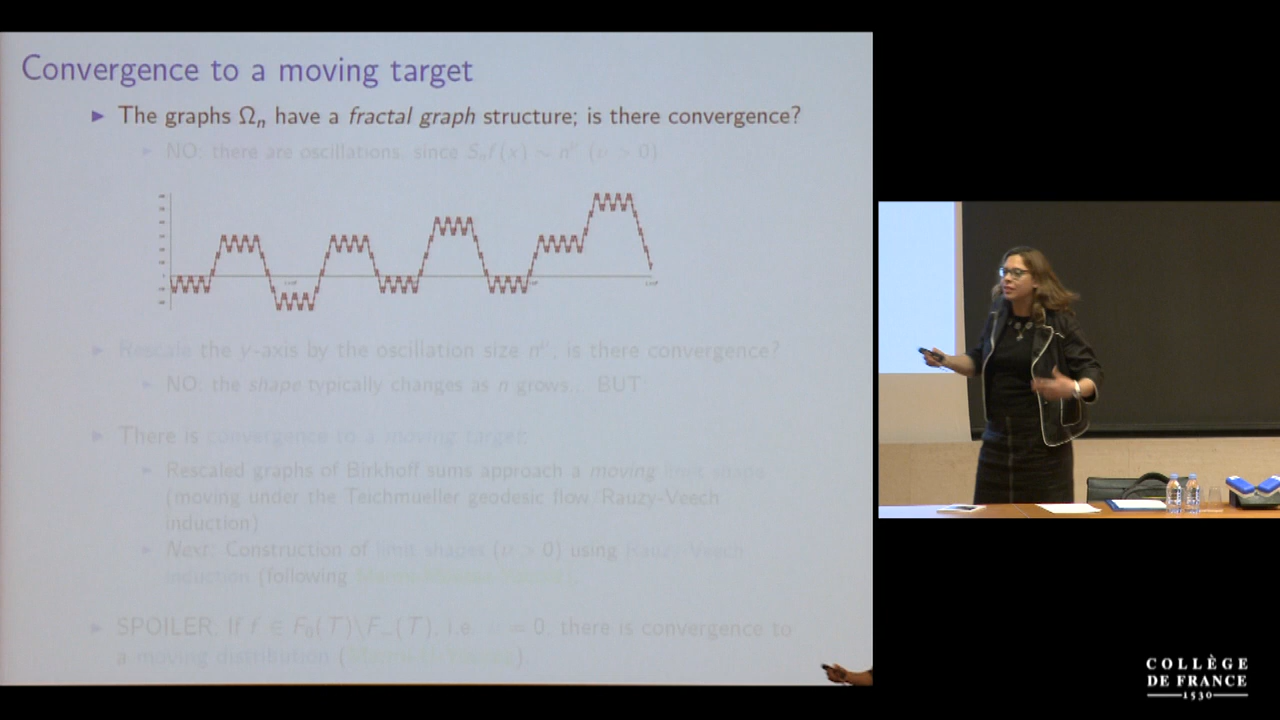 Convergence to a moving target
▶ The graphs Ωₙ have a fractal graph structure; is there convergence?
▶ NO: there are oscillations, since Sₙf(x) ~ nᵘ (υ > 0)
▶ Rescale the y-axis by the oscillation size nᵘ, is there convergence?
▶ NO, the shape typically changes as n grows... BUT:
▶ There is convergence to a moving target:
▶ Rescaled graphs of Birkhoff sums approach a moving limit shape
(moving under the Teichmueller geodesic flow Rauzy-Veech
induction)
▶ Next: Construction of limit shapes (υ > 0) using Rauzy-Veech
induction (following
▶ SPOILER: If f ∈ F₀(T)\F₋(T), i.e. υ = 0, there is convergence to
a moving distribution
COLLÈGE
DE FRANCE
1530